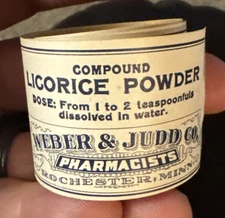 COMPOUND
LICORICE POWDER
DOSE: From 1 to 2 teaspoonfuls
dissolved in water.
WEBER & JUDD CO.
PHARMACISTS
ROCHESTER, MINN.